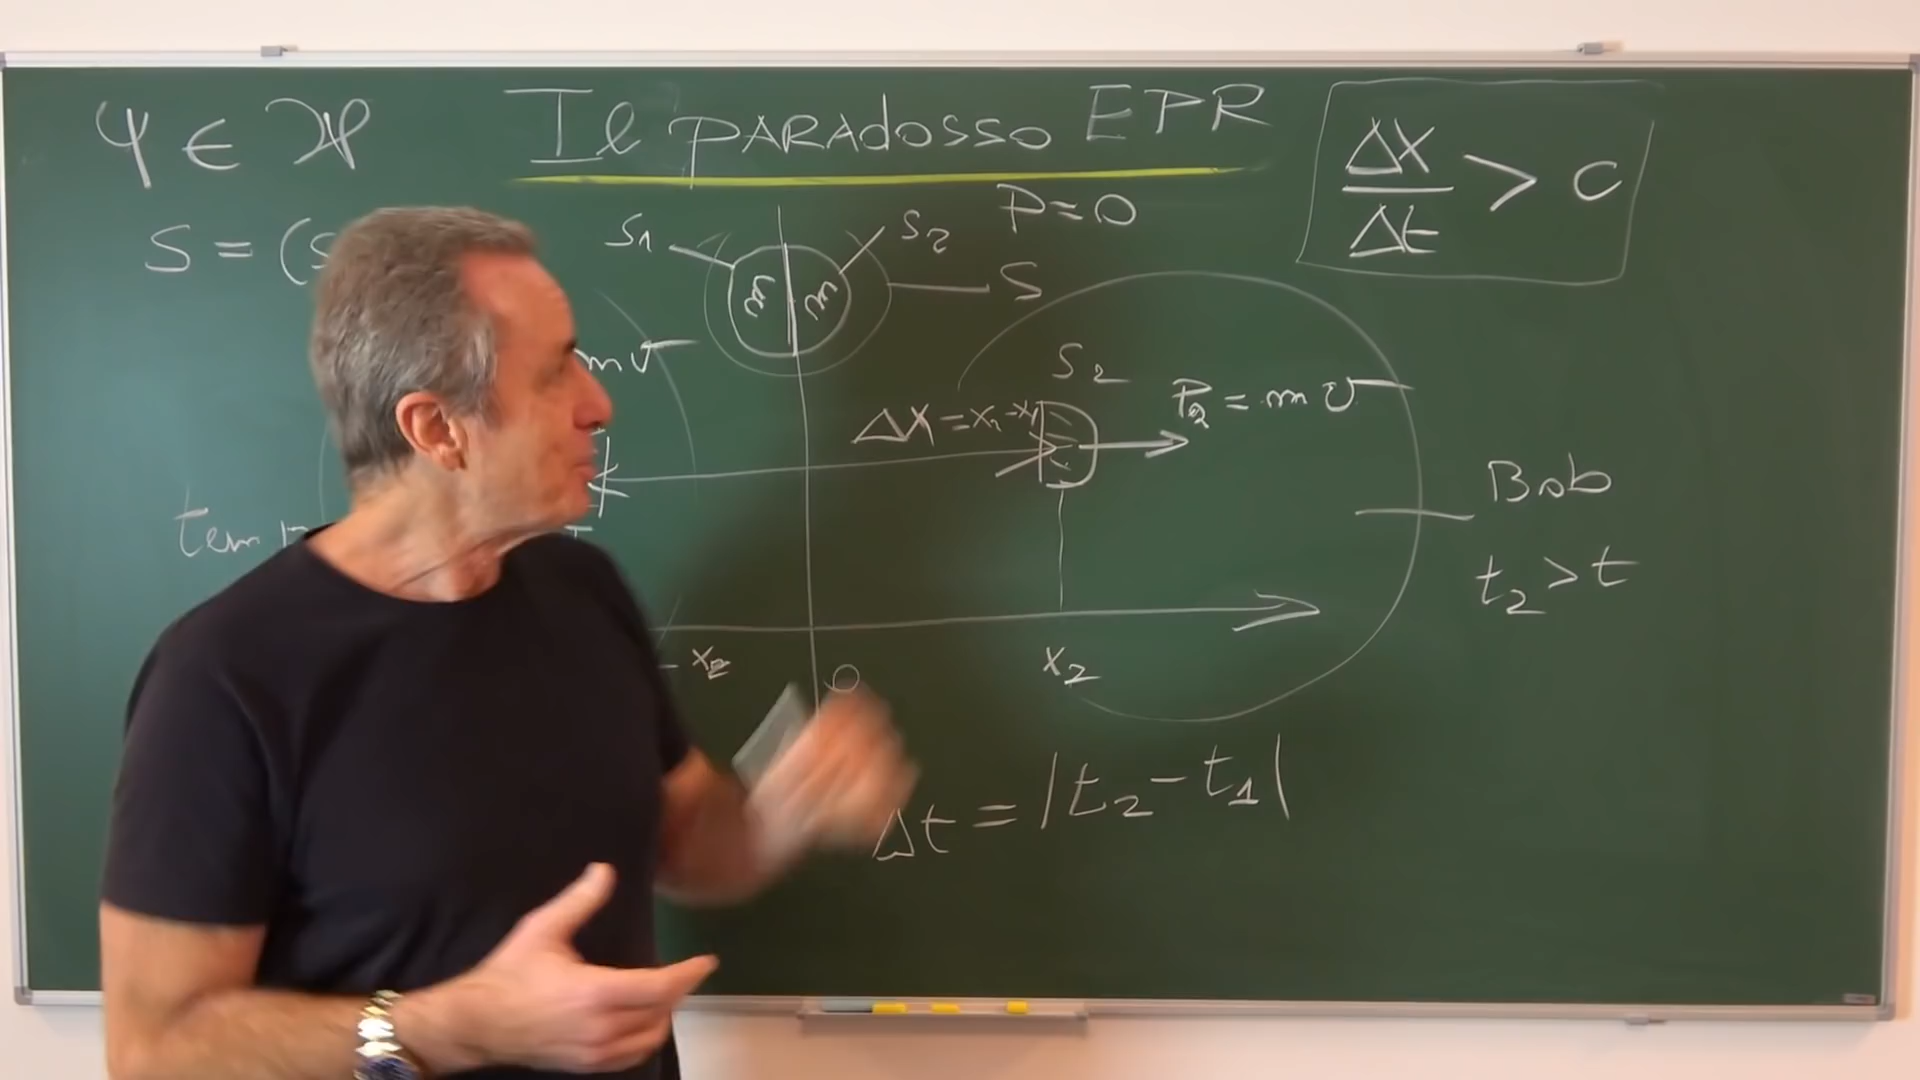 ψ ∈ ℋ
Il PARAdosso EPR
Δx/Δt > c
S = (S
S1
S2
P=0
m
m
S
mv
S2
ΔX = x2 - x1
P2 = mv
Bob
t2 > t
- x2
0
x2
Δt = |t2 - t1|